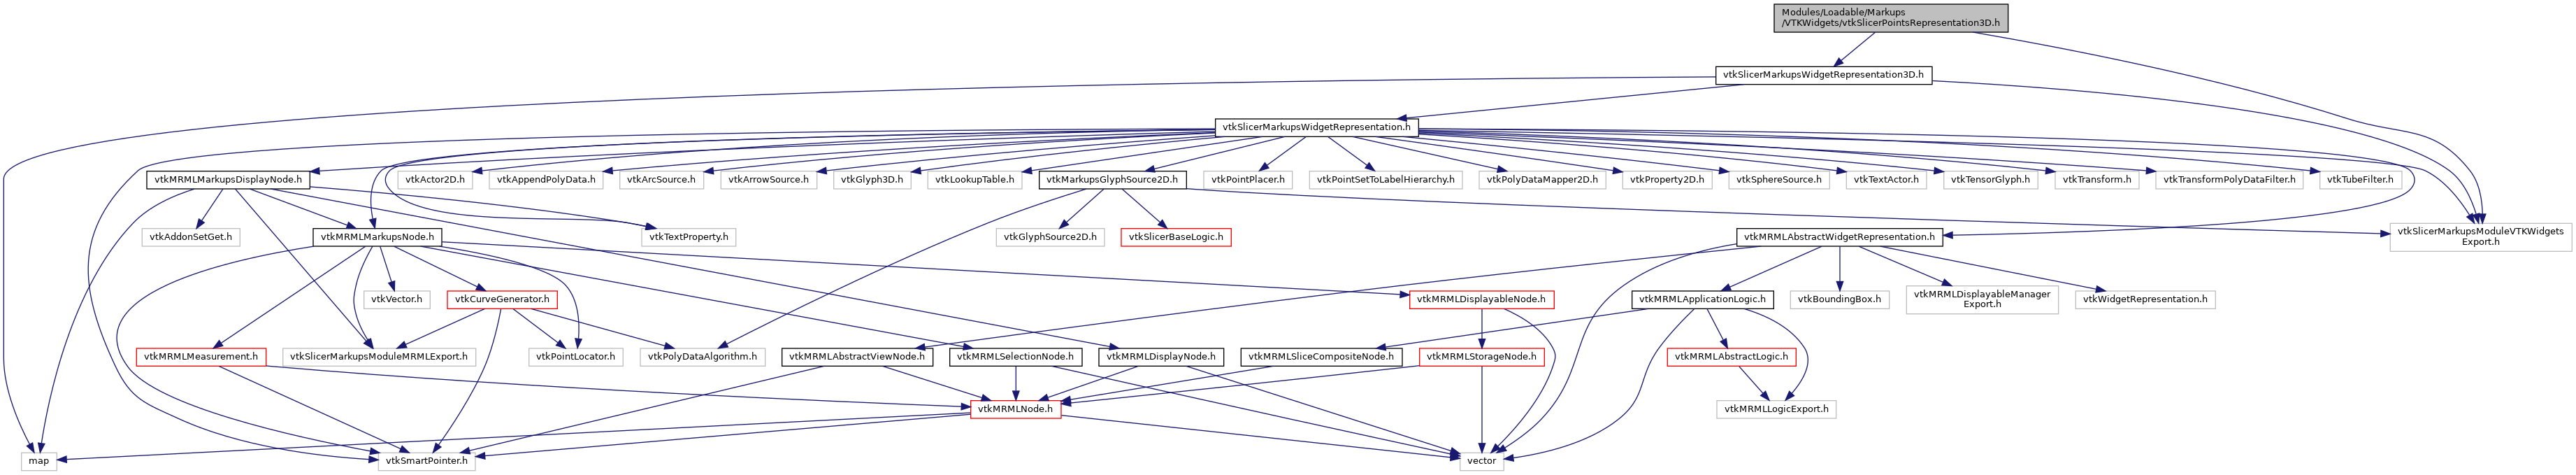 Modules/Loadable/Markups
/VTKWidgets/vtkSlicerPointsRepresentation3D.h
vtkSlicerMarkupsWidgetRepresentation3D.h
vtkSlicerMarkupsWidgetRepresentation.h
vtkMRMLMarkupsDisplayNode.h
vtkActor2D.h
vtkAppendPolyData.h
vtkArcSource.h
vtkArrowSource.h
vtkGlyph3D.h
vtkLookupTable.h
vtkMarkupsGlyphSource2D.h
vtkPointPlacer.h
vtkPointSetToLabelHierarchy.h
vtkPolyDataMapper2D.h
vtkProperty2D.h
vtkSphereSource.h
vtkTextActor.h
vtkTensorGlyph.h
vtkTransform.h
vtkTransformPolyDataFilter.h
vtkTubeFilter.h
vtkAddonSetGet.h
vtkMRMLMarkupsNode.h
vtkTextProperty.h
vtkGlyphSource2D.h
vtkSlicerBaseLogic.h
vtkMRMLAbstractWidgetRepresentation.h
vtkSlicerMarkupsModuleVTKWidgets
Export.h
vtkVector.h
vtkCurveGenerator.h
vtkMRMLDisplayableNode.h
vtkMRMLApplicationLogic.h
vtkBoundingBox.h
vtkMRMLDisplayableManager
Export.h
vtkWidgetRepresentation.h
vtkMRMLMeasurement.h
vtkSlicerMarkupsModuleMRMLExport.h
vtkPointLocator.h
vtkPolyDataAlgorithm.h
vtkMRMLAbstractViewNode.h
vtkMRMLSelectionNode.h
vtkMRMLDisplayNode.h
vtkMRMLSliceCompositeNode.h
vtkMRMLStorageNode.h
vtkMRMLAbstractLogic.h
vtkMRMLNode.h
vtkMRMLLogicExport.h
map
vtkSmartPointer.h
vector